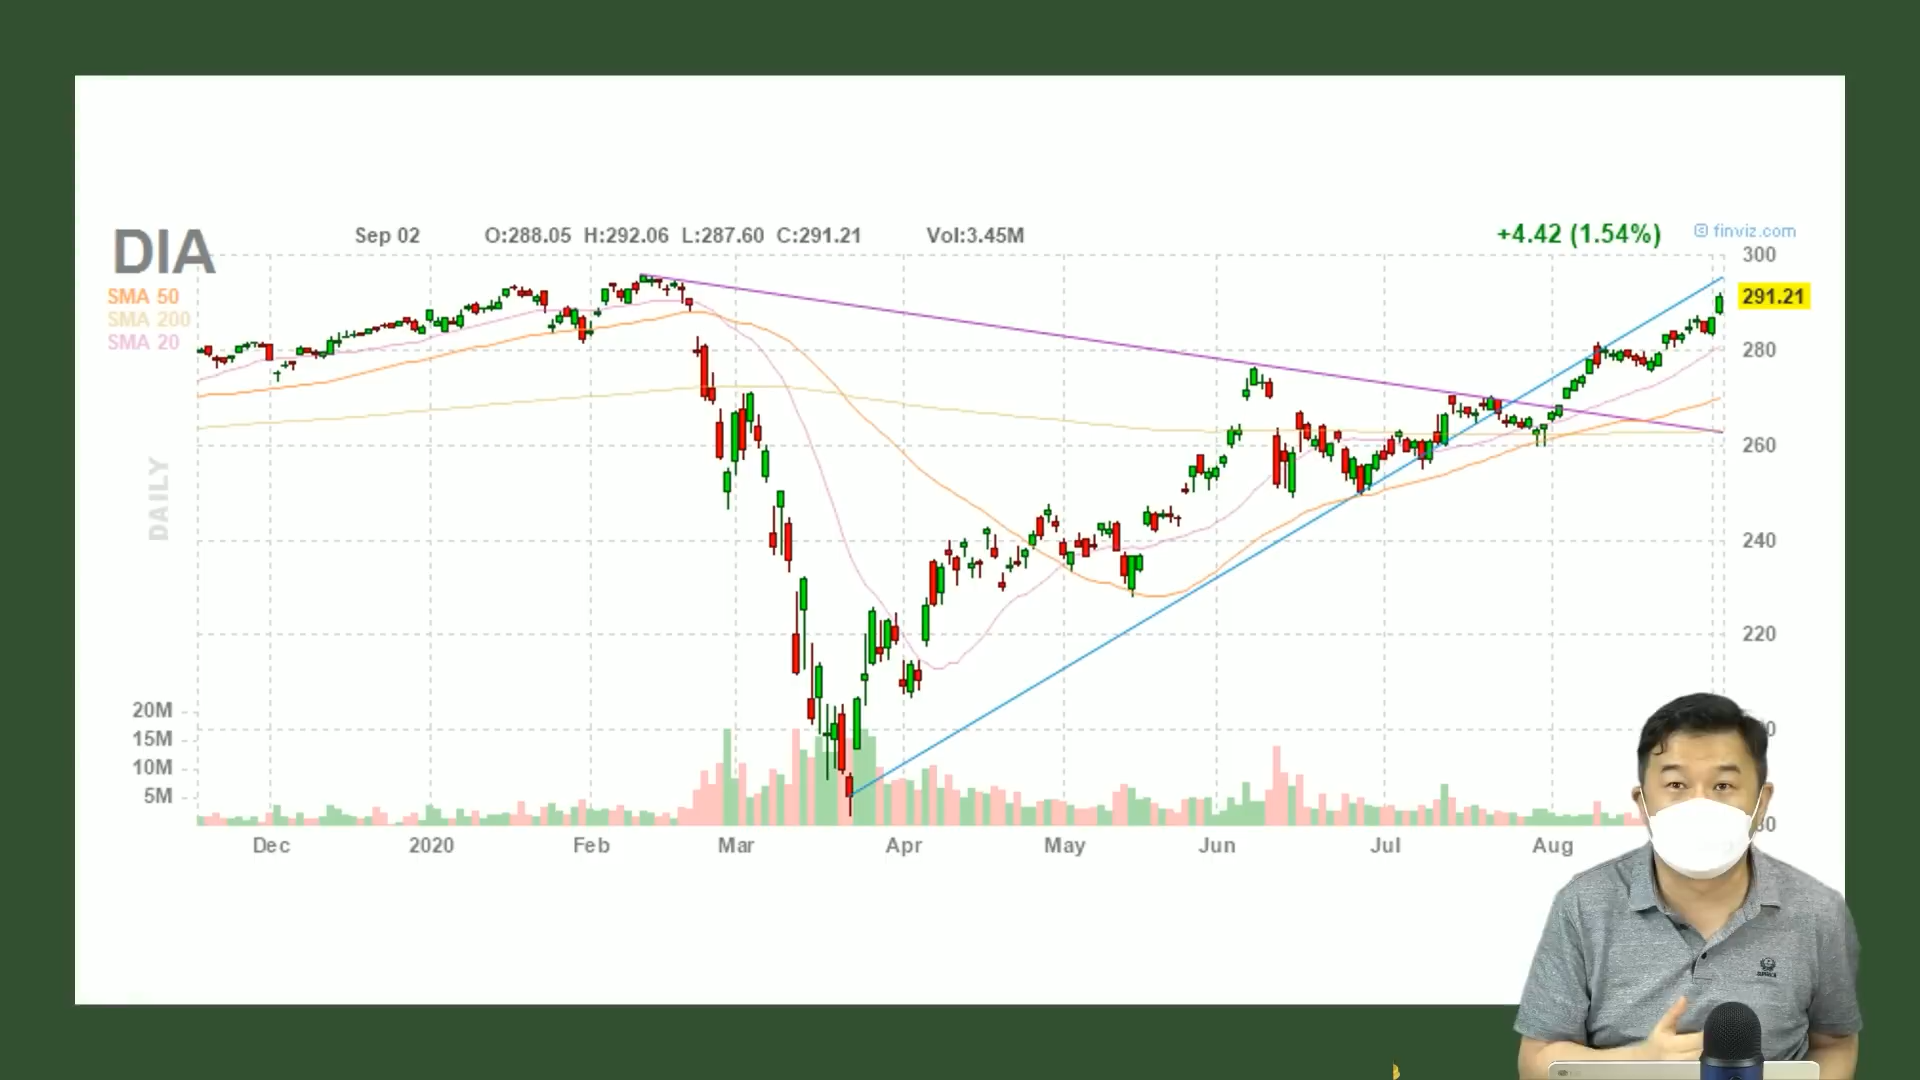 DIA
Sep 02 O:288.05 H:292.06 L:287.60 C:291.21 Vol:3.45M +4.42 (1.54%) © finviz.com
SMA 50
SMA 200
SMA 20
DAILY
300
291.21
280
260
240
220
20M
15M
10M
5M
Dec 2020 Feb Mar Apr May Jun Jul Aug